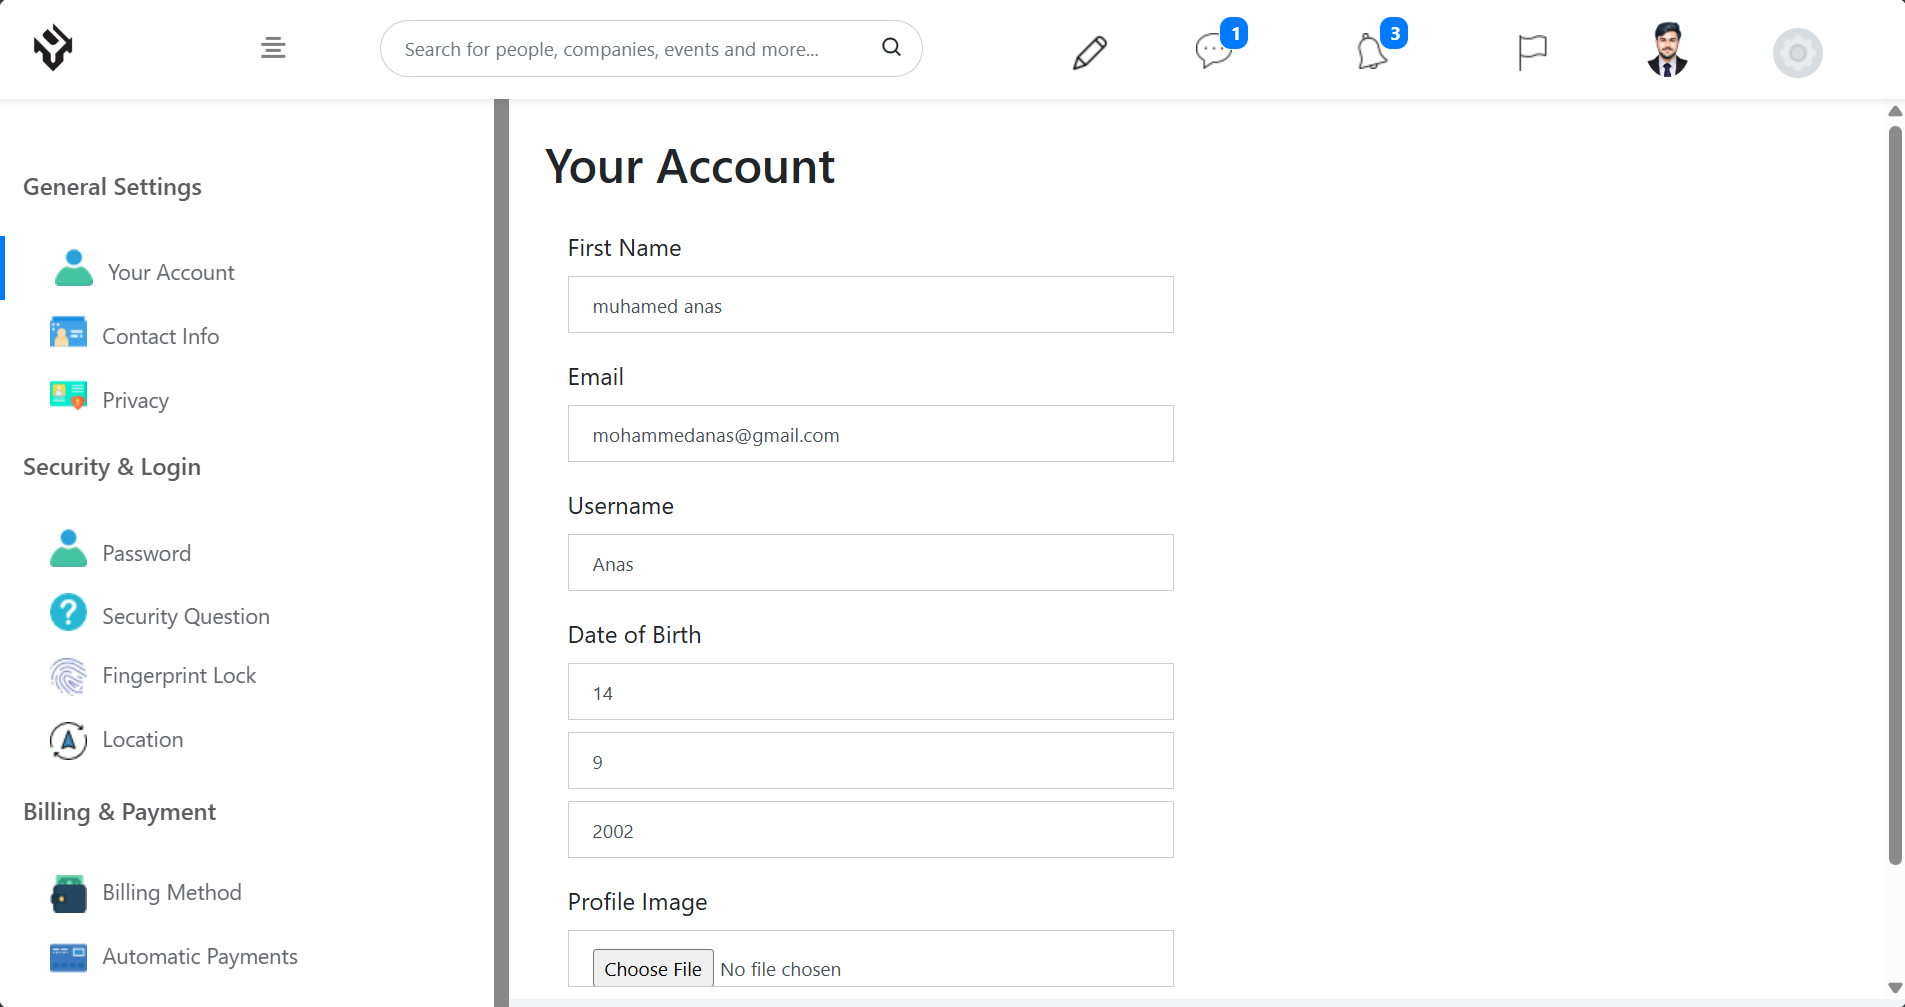 Search for people, companies, events and more...
1
3
General Settings
Your Account
Contact Info
Privacy
Security & Login
Password
Security Question
Fingerprint Lock
Location
Billing & Payment
Billing Method
Automatic Payments
Your Account
First Name
muhamed anas
Email
mohammedanas@gmail.com
Username
Anas
Date of Birth
14
9
2002
Profile Image
Choose File No file chosen